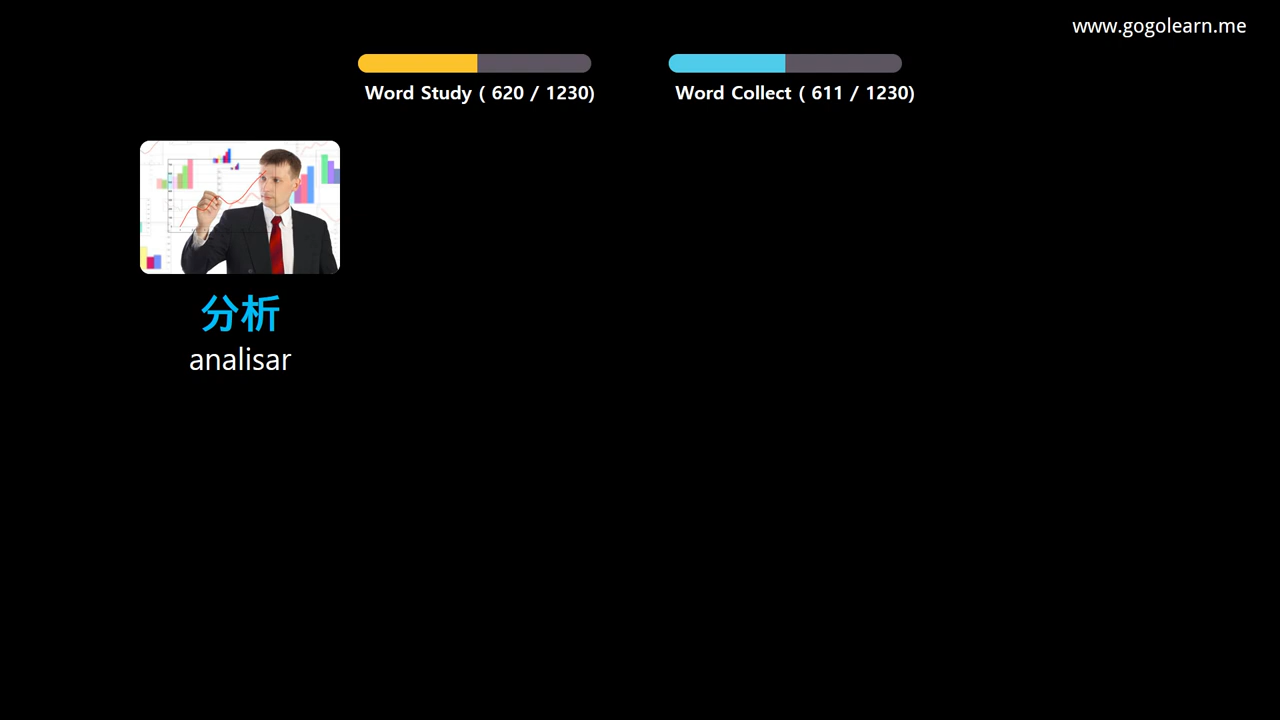 www.gogolearn.me
Word Study ( 620 / 1230)
Word Collect ( 611 / 1230)
分析
analisar